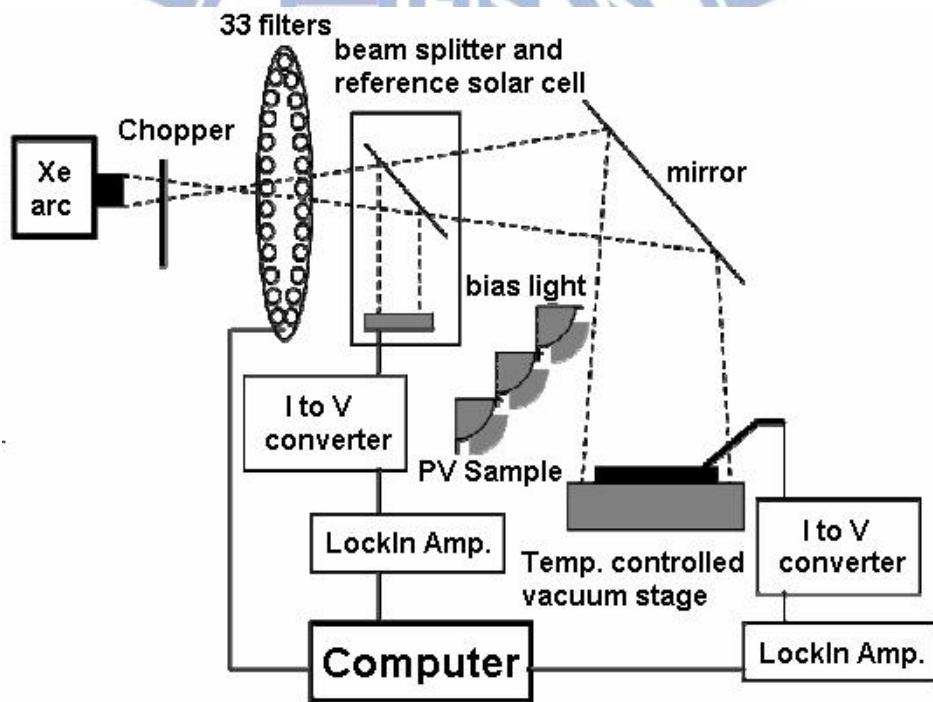 33 filters
beam splitter and
reference solar cell
Chopper
Xe
arc
mirror
bias light
I to V
converter
PV Sample
LockIn Amp.
Temp. controlled
vacuum stage
I to V
converter
Computer
LockIn Amp.